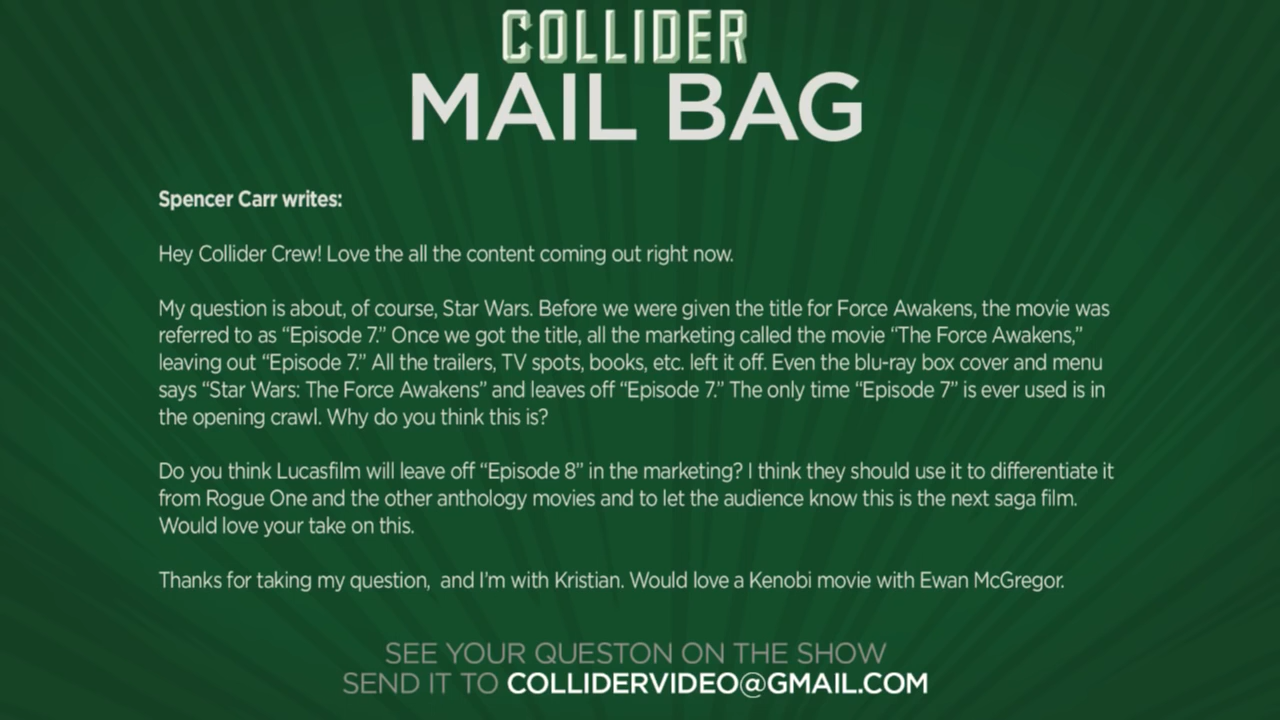 COLLIDER
MAIL BAG
Spencer Carr writes:
Hey Collider Crew! Love the all the content coming out right now.
My question is about, of course, Star Wars. Before we were given the title for Force Awakens, the movie was
referred to as “Episode 7.” Once we got the title, all the marketing called the movie “The Force Awakens,”
leaving out “Episode 7.” All the trailers, TV spots, books, etc. left it off. Even the blu-ray box cover and menu
says “Star Wars: The Force Awakens” and leaves off “Episode 7.” The only time “Episode 7” is ever used is in
the opening crawl. Why do you think this is?
Do you think Lucasfilm will leave off “Episode 8” in the marketing? I think they should use it to differentiate it
from Rogue One and the other anthology movies and to let the audience know this is the next saga film.
Would love your take on this.
Thanks for taking my question,  and I’m with Kristian. Would love a Kenobi movie with Ewan McGregor.
SEE YOUR QUESTON ON THE SHOW
SEND IT TO COLLIDERVIDEO@GMAIL.COM